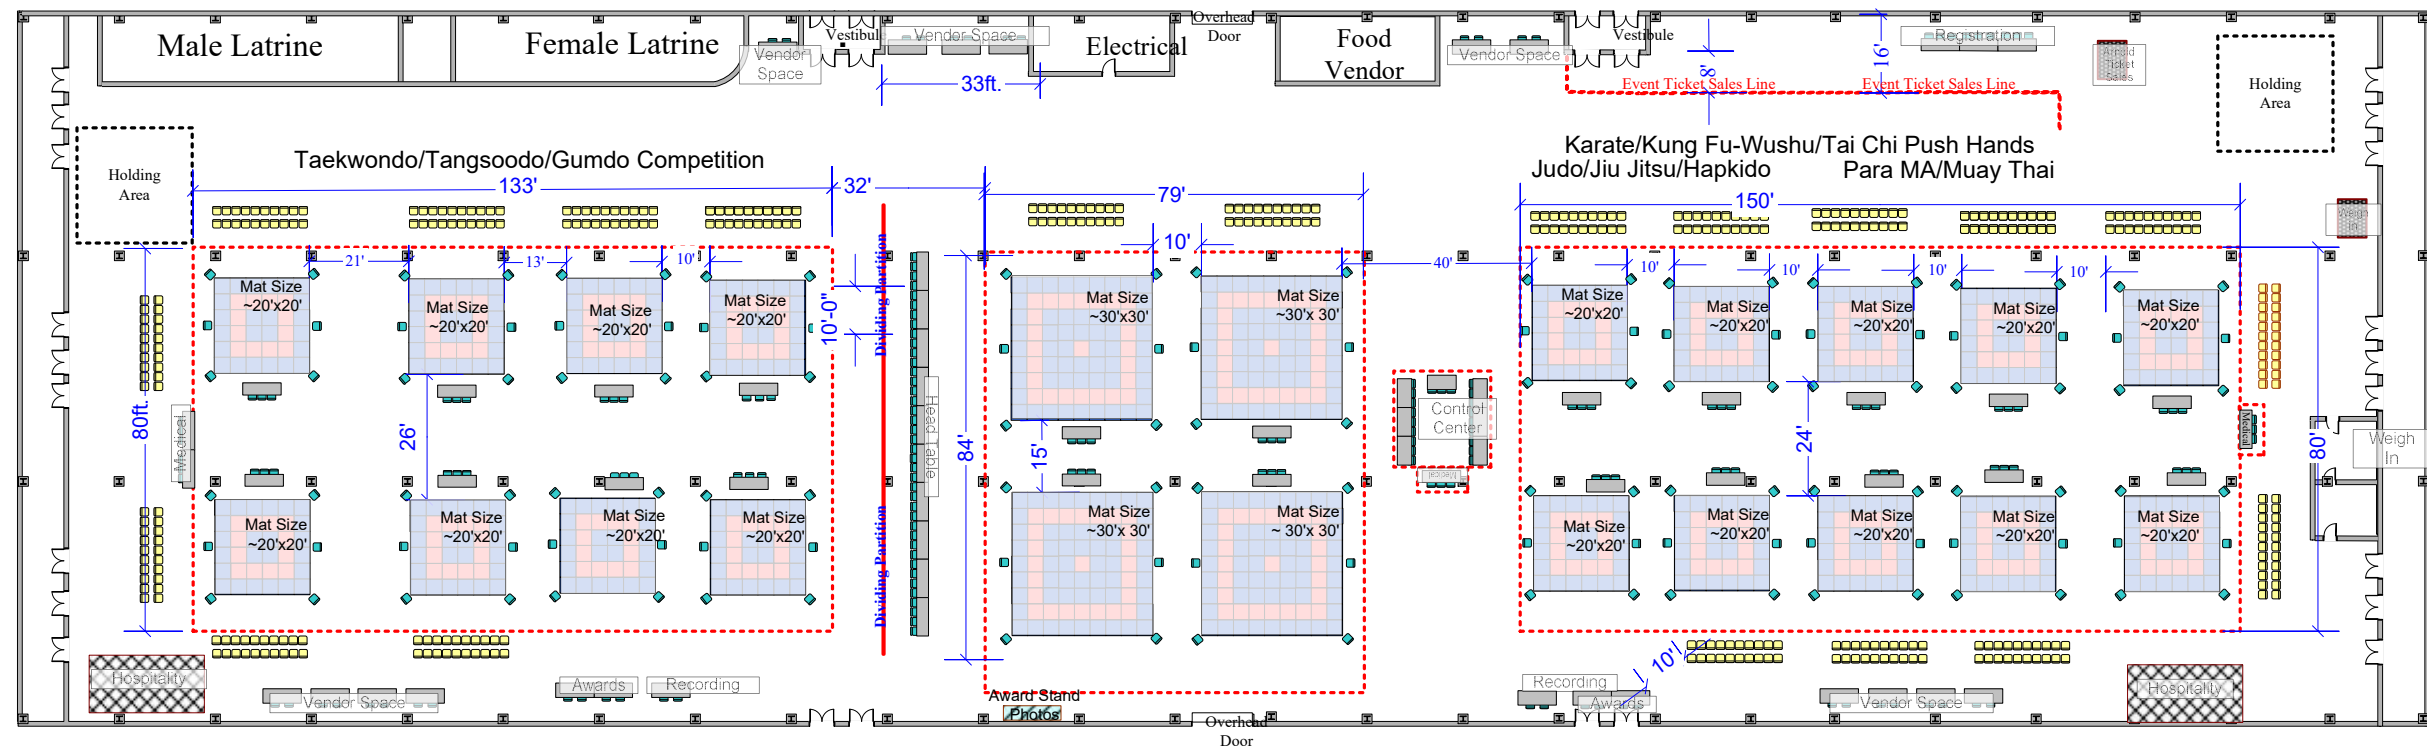 Male Latrine
Female Latrine
Vendor
Space
Vestibule
Vendor Space
33ft.
Electrical
Overhead
Door
Food
Vendor
Vendor Space
Vestibule
8'
16'
Registration
Arnold
Ticket
Sales
Event Ticket Sales Line
Event Ticket Sales Line
Holding
Area
Holding
Area
Taekwondo/Tangsoodo/Gumdo Competition
Karate/Kung Fu-Wushu/Tai Chi Push Hands
Judo/Jiu Jitsu/Hapkido
Para MA/Muay Thai
133'
32'
79'
150'
Weigh
In
21'
13'
10'
10'
40'
10'
10'
10'
10'
Mat Size
~20'x20'
Mat Size
~20'x20'
Mat Size
~20'x20'
Mat Size
~20'x20'
10'-0"
Dividing Partition
Mat Size
~30'x30'
Mat Size
~30'x 30'
Mat Size
~20'x20'
Mat Size
~20'x20'
Mat Size
~20'x20'
Mat Size
~20'x20'
Mat Size
~20'x20'
80ft.
Medical
26'
Head Table
84'
15'
Control
Center
Medical
24'
Medical
80'
Weigh
In
Mat Size
~20'x20'
Mat Size
~20'x20'
Mat Size
~20'x20'
Mat Size
~20'x20'
Dividing Partition
Mat Size
~30'x 30'
Mat Size
~ 30'x 30'
Mat Size
~20'x20'
Mat Size
~20'x20'
Mat Size
~20'x20'
Mat Size
~20'x20'
Mat Size
~20'x20'
10'
Hospitality
Vendor Space
Awards
Recording
Award Stand
Photos
Overhead
Door
Recording
Awards
Vendor Space
Hospitality